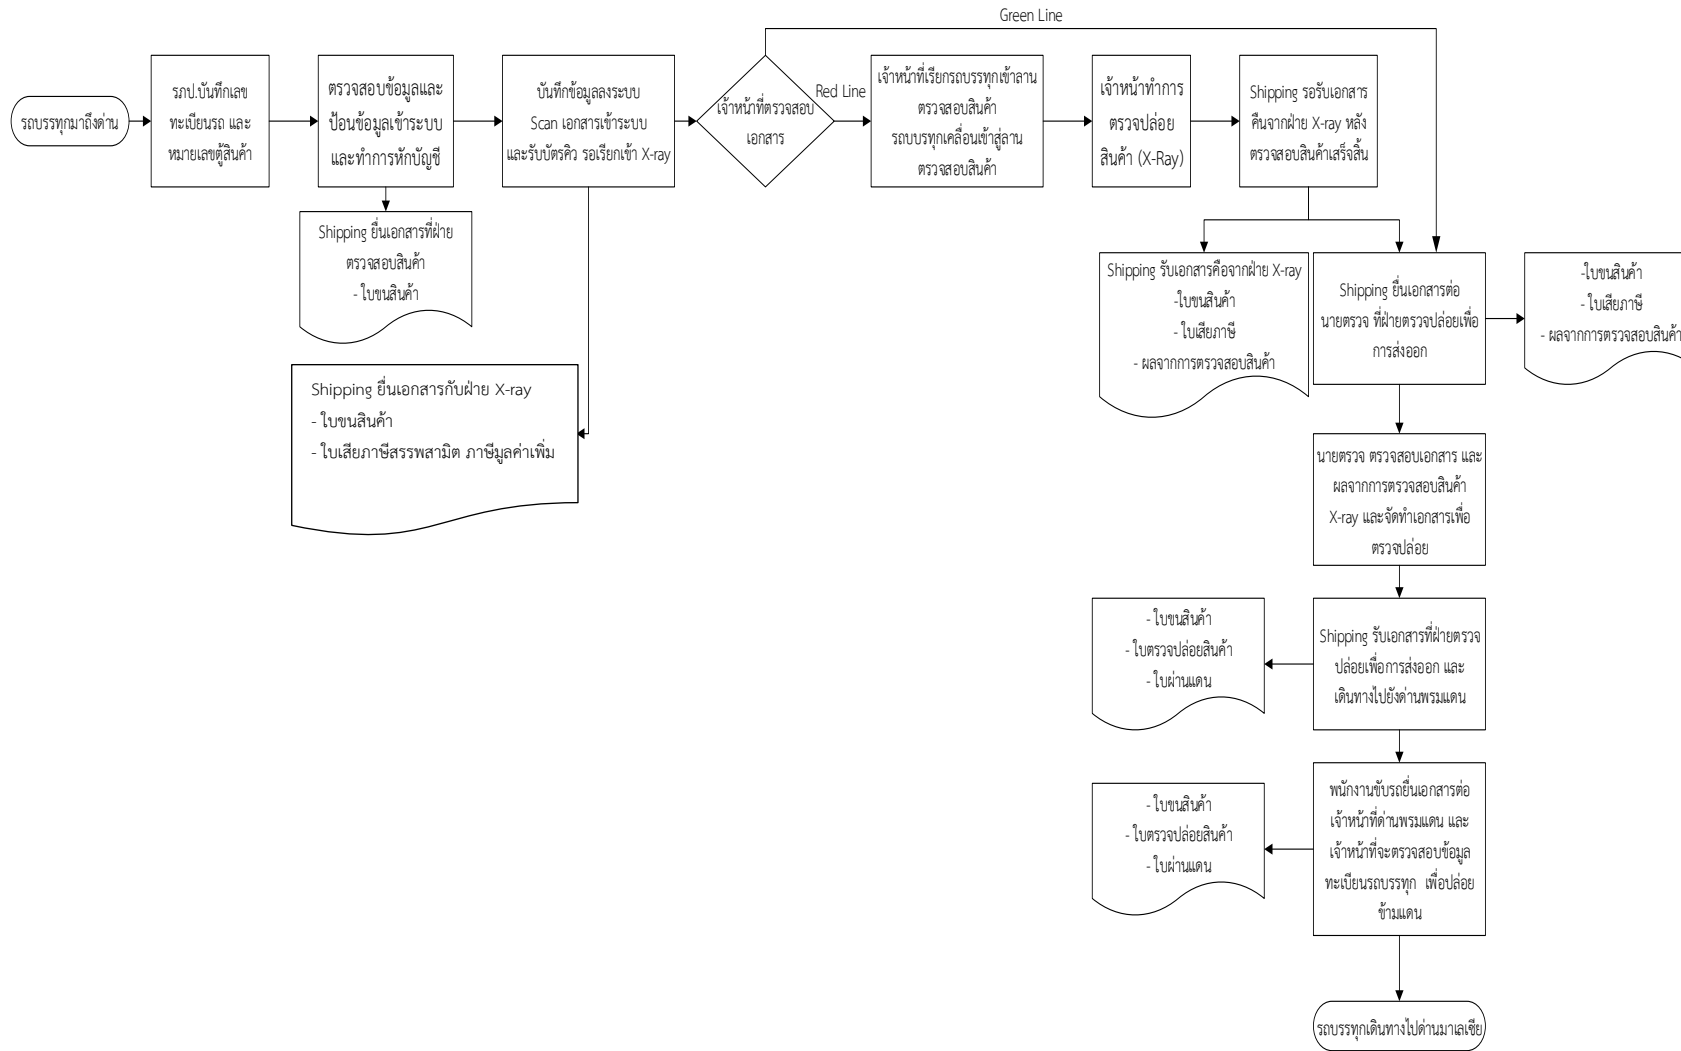 Green Line
รถบรรทุกมาถึงด่าน
รภป.บันทึกเลข
ทะเบียนรถ และ
หมายเลขตู้สินค้า
ตรวจสอบข้อมูลและ
ป้อนข้อมูลเข้าระบบ
และทำการหักบัญชี
บันทึกข้อมูลลงระบบ
Scan เอกสารเข้าระบบ
และรับบัตรคิว รอเรียกเข้า X-ray
เจ้าหน้าที่ตรวจสอบ
เอกสาร
Red Line
เจ้าหน้าที่เรียกรถบรรทุกเข้าลาน
ตรวจสอบสินค้า
รถบบรทุกเคลื่อนเข้าสู่ลาน
ตรวจสอบสินค้า
เจ้าหน้าทำการ
ตรวจปล่อย
สินค้า (X-Ray)
Shipping รอรับเอกสาร
คืนจากฝ่าย X-ray หลัง
ตรวจสอบสินค้าเสร็จสิ้น
Shipping ยื่นเอกสารที่ฝ่าย
ตรวจสอบสินค้า
- ใบขนสินค้า
Shipping รับเอกสารคือจากฝ่าย X-ray
-ใบขนสินค้า
- ใบเสียภาษี
- ผลจากการตรวจสอบสินค้า
Shipping ยื่นเอกสารต่อ
นายตรวจ ที่ฝ่ายตรวจปล่อยเพื่อ
การส่งออก
-ใบขนสินค้า
- ใบเสียภาษี
- ผลจากการตรวจสอบสินค้า
Shipping ยื่นเอกสารกับฝ่าย X-ray
- ใบขนสินค้า
- ใบเสียภาษีสรรพสามิต ภาษีมูลค่าเพิ่ม
นายตรวจ ตรวจสอบเอกสาร และ
ผลจากการตรวจสอบสินค้า
X-ray และจัดทำเอกสารเพื่อ
ตรวจปล่อย
- ใบขนสินค้า
- ใบตรวจปล่อยสินค้า
- ใบผ่านแดน
Shipping รับเอกสารที่ฝ่ายตรวจ
ปล่อยเพื่อการส่งออก และ
เดินทางไปยังด่านพรมแดน
- ใบขนสินค้า
- ใบตรวจปล่อยสินค้า
- ใบผ่านแดน
พนักงานขับรถยื่นเอกสารต่อ
เจ้าหน้าที่ด่านพรมแดน และ
เจ้าหน้าที่จะตรวจสอบข้อมูล
ทะเบียนรถบรรทุก เพื่อปล่อย
ข้ามแดน
รถบรรทุกเดินทางไปด่านมาเลเซีย